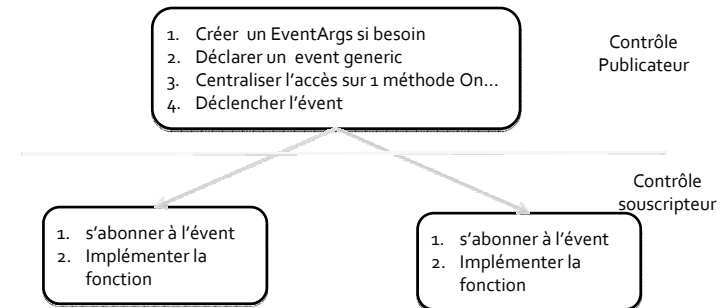 1. Créer un EventArgs si besoin
2. Déclarer un event generic
3. Centraliser l'accès sur 1 méthode On...
4. Déclencher l'évent
Contrôle
Publicateur
Contrôle
souscripteur
1. s'abonner à l'évent
2. Implémenter la
fonction
1. s'abonner à l'évent
2. Implémenter la
fonction